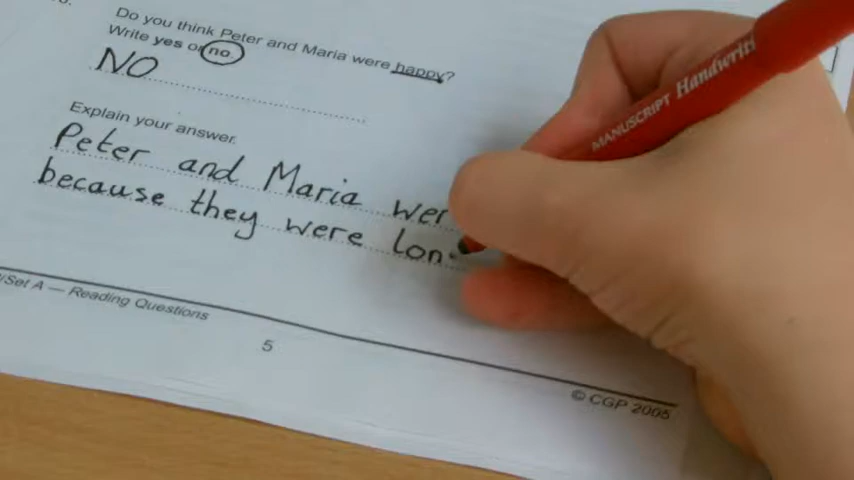 Do you think Peter and Maria were happy?
Write yes or no.
NO
Explain your answer.
Peter and Maria wer
because they were lon
/Set A — Reading Questions
5
© CGP 2005
MANUSCRIPT Handwriti